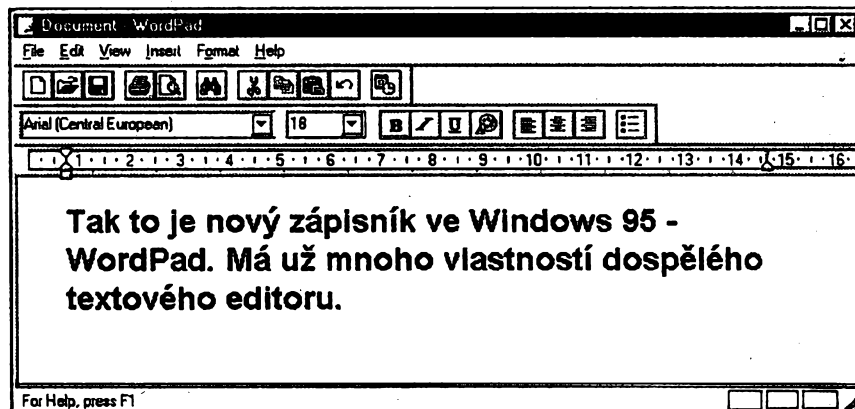 Document - WordPad
File Edit View Insert Format Help
Arial (Central European) 18 B I U
1 2 3 4 5 6 7 8 9 10 11 12 13 14 15 16
Tak to je nový zápisník ve Windows 95 -
WordPad. Má už mnoho vlastností dospělého
textového editoru.
For Help, press F1